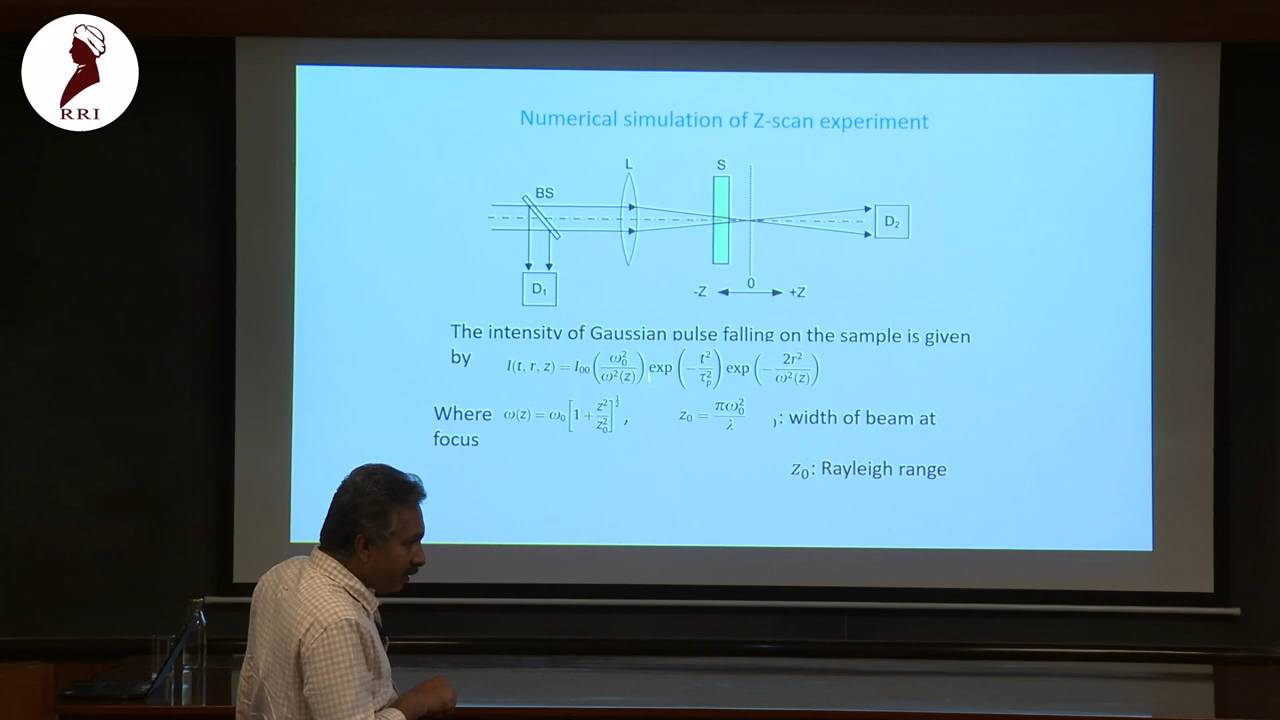 RRI
Numerical simulation of Z-scan experiment
L
S
BS
D₂
D₁
-Z
0
+Z
The intensity of Gaussian pulse falling on the sample is given
by I(t, r, z) = I₀₀ (ω₀²/ω²(z)) exp (−t²/τₚ²) exp (−2r²/ω²(z))
Where ω(z) = ω₀ [1 + z²/z₀²]^½, z₀ = πω₀²/λ : width of beam at
focus
z₀: Rayleigh range